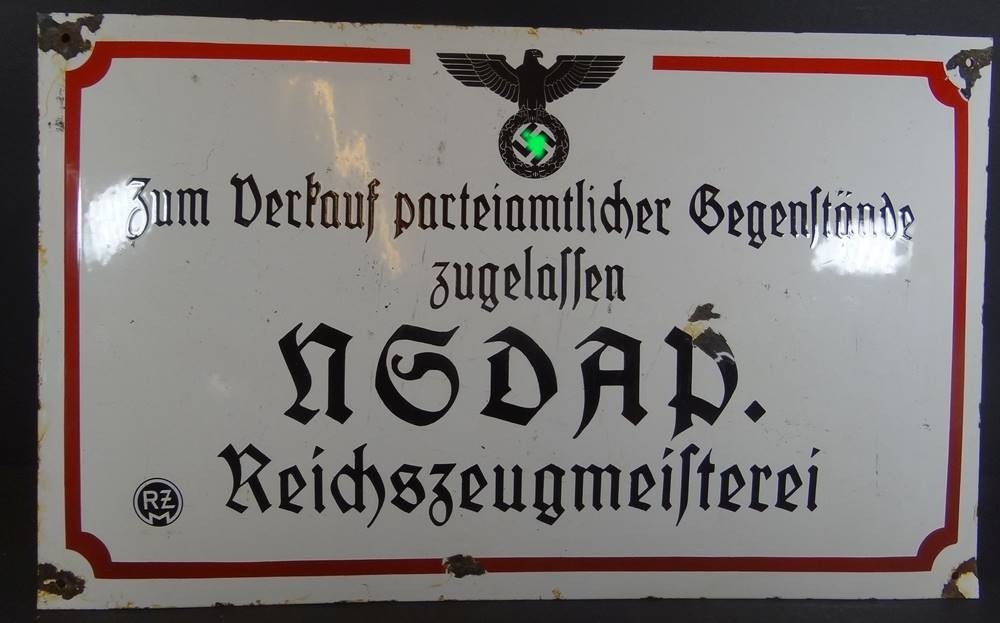 Zum Verkauf parteiamtlicher Gegenſtände
zugelaſſen
NSDAP.
Reichszeugmeiſterei
RZM